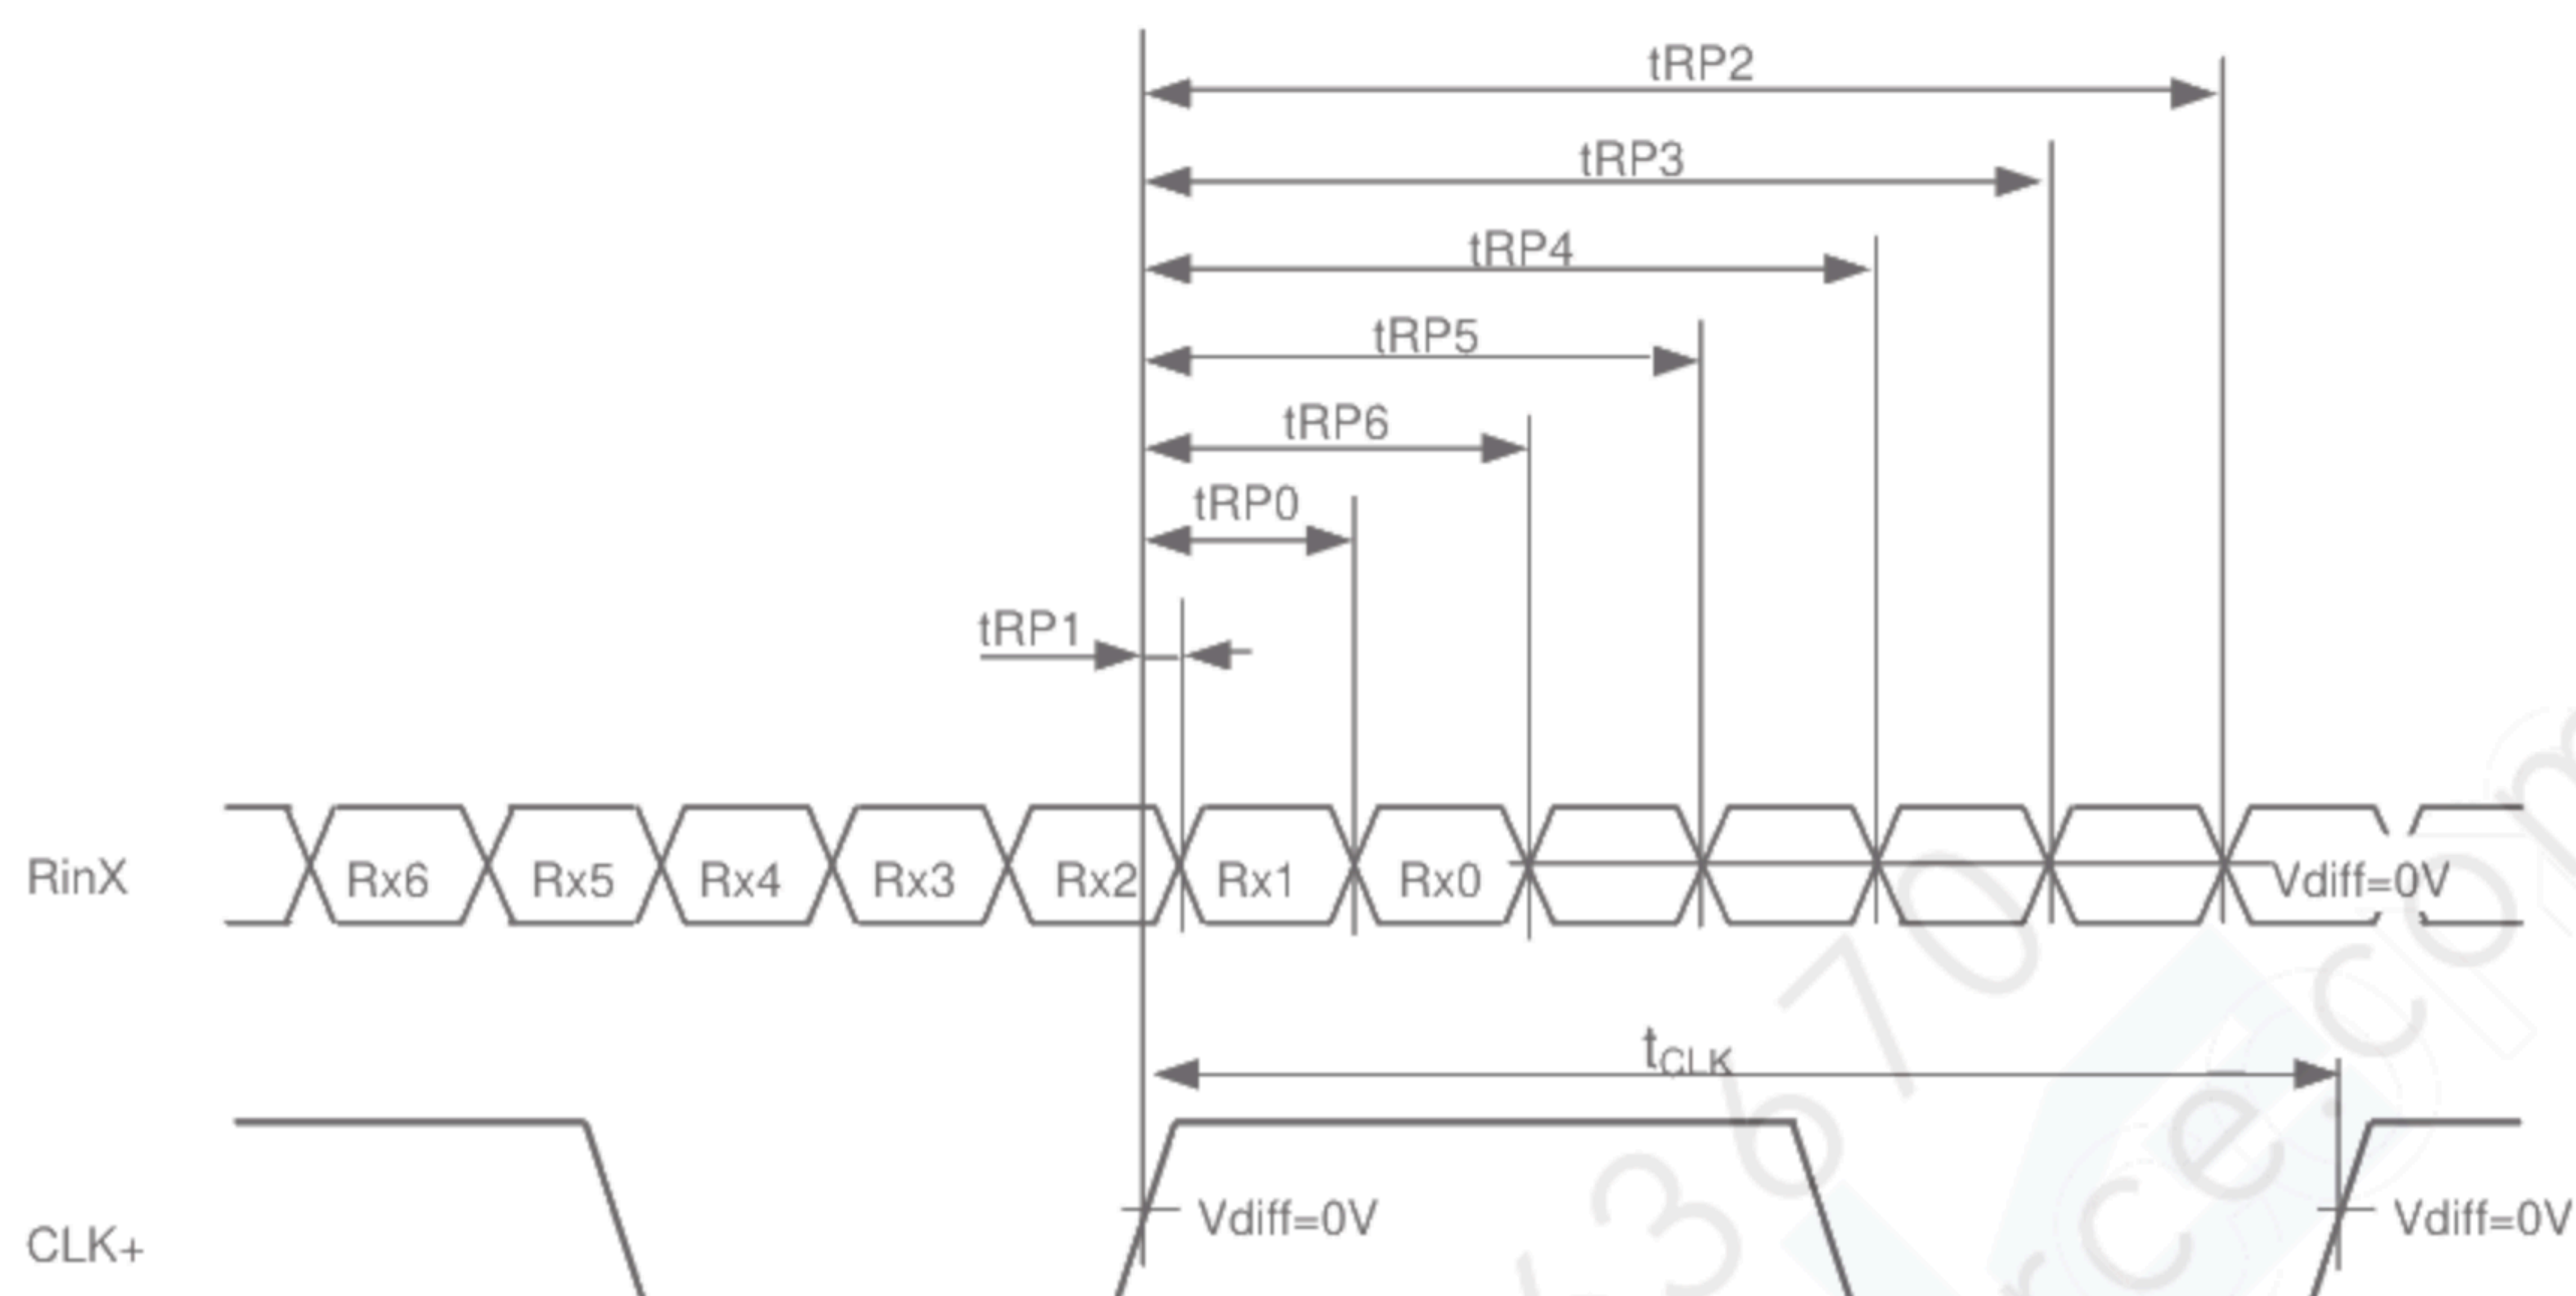 tRP2
tRP3
tRP4
tRP5
tRP6
tRP0
tRP1
RinX Rx6 Rx5 Rx4 Rx3 Rx2 Rx1 Rx0 Vdiff=0V
tCLK
CLK+ Vdiff=0V Vdiff=0V